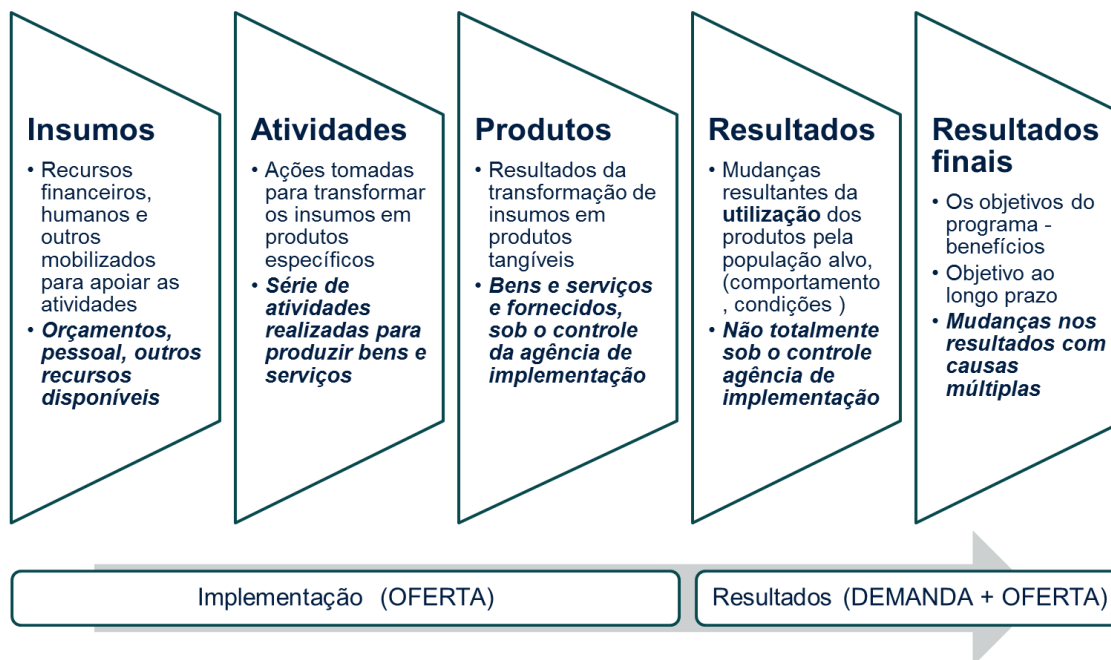 Insumos
• Recursos
financeiros,
humanos e
outros
mobilizados
para apoiar as
atividades
• Orçamentos,
pessoal, outros
recursos
disponíveis
Atividades
• Ações tomadas
para transformar
os insumos em
produtos
específicos
• Série de
atividades
realizadas para
produzir bens e
serviços
Produtos
• Resultados da
transformação de
insumos em
produtos
tangíveis
• Bens e serviços
e fornecidos,
sob o controle
da agência de
implementação
Resultados
• Mudanças
resultantes da
utilização dos
produtos pela
população alvo,
(comportamento
, condições )
• Não totalmente
sob o controle
agência de
implementação
Resultados
finais
• Os objetivos do
programa -
benefícios
• Objetivo ao
longo prazo
• Mudanças nos
resultados com
causas
múltiplas
Implementação (OFERTA)
Resultados (DEMANDA + OFERTA)